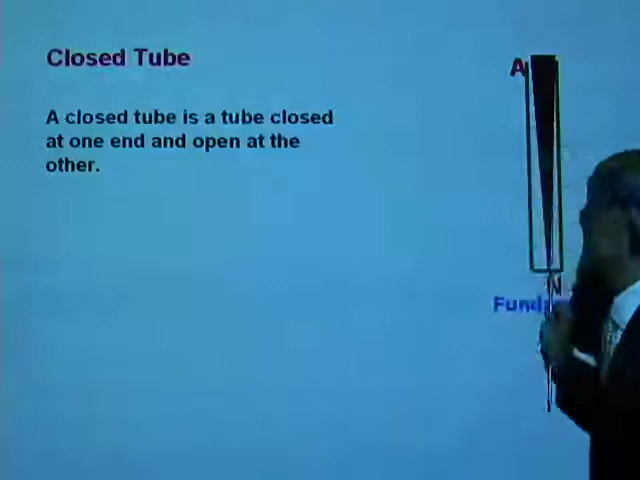 Closed Tube
A
A closed tube is a tube closed
at one end and open at the
other.
N